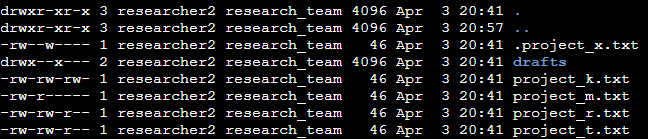 drwxr-xr-x 3 researcher2 research_team 4096 Apr  3 20:41 .
drwxr-xr-x 3 researcher2 research_team 4096 Apr  3 20:57 ..
-rw--w---- 1 researcher2 research_team   46 Apr  3 20:41 .project_x.txt
drwx--x--- 2 researcher2 research_team 4096 Apr  3 20:41 drafts
-rw-rw-rw- 1 researcher2 research_team   46 Apr  3 20:41 project_k.txt
-rw-r----- 1 researcher2 research_team   46 Apr  3 20:41 project_m.txt
-rw-rw-r-- 1 researcher2 research_team   46 Apr  3 20:41 project_r.txt
-rw-rw-r-- 1 researcher2 research_team   46 Apr  3 20:41 project_t.txt